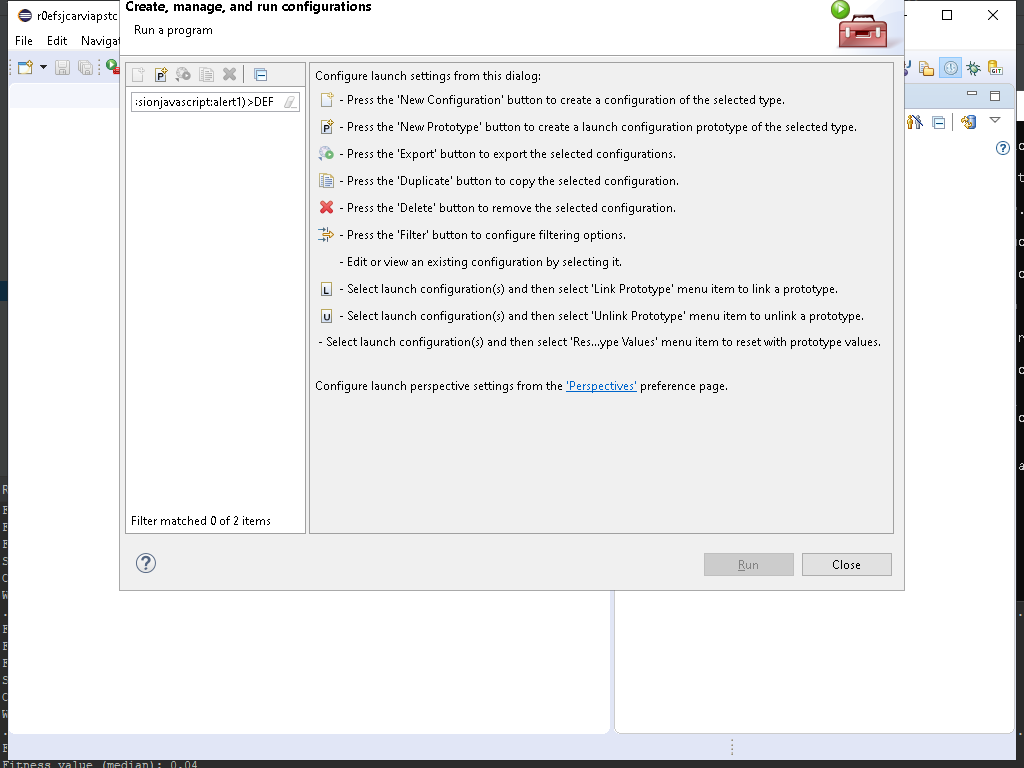 Create, manage, and run configurations
r0efsjcarviapstc
Run a program
File Edit Naviga
P
GIT
:sionjavascript:alert1)>DEF
Configure launch settings from this dialog:
- Press the 'New Configuration' button to create a configuration of the selected type.
P - Press the 'New Prototype' button to create a launch configuration prototype of the selected type.
- Press the 'Export' button to export the selected configurations.
- Press the 'Duplicate' button to copy the selected configuration.
- Press the 'Delete' button to remove the selected configuration.
- Press the 'Filter' button to configure filtering options.
- Edit or view an existing configuration by selecting it.
L - Select launch configuration(s) and then select 'Link Prototype' menu item to link a prototype.
U - Select launch configuration(s) and then select 'Unlink Prototype' menu item to unlink a prototype.
- Select launch configuration(s) and then select 'Res...ype Values' menu item to reset with prototype values.
Configure launch perspective settings from the 'Perspectives' preference page.
Filter matched 0 of 2 items
?
Run Close
Fitness value (median): 0.04